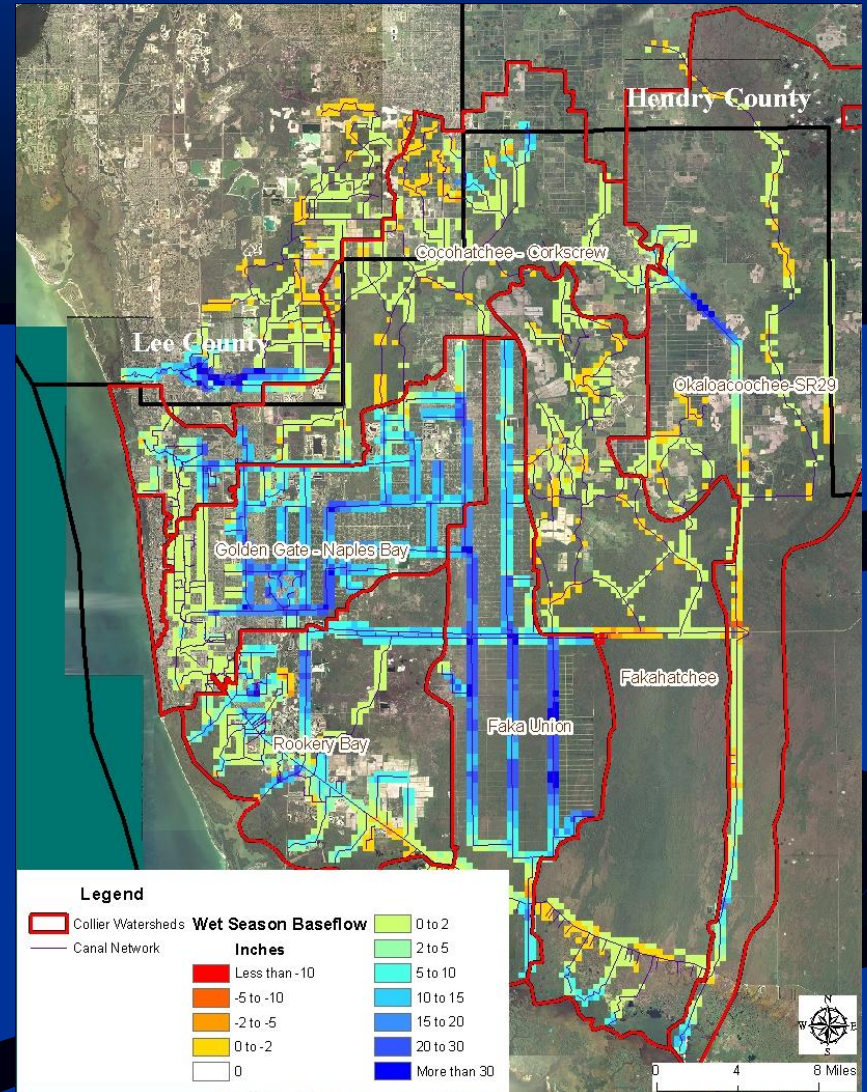 Hendry County
Cocohatchee - Corkscrew
Lee County
Okaloacoochee-SR29
Golden Gate - Naples Bay
Fakahatchee
Faka Union
Rookery Bay
Legend
Collier Watersheds
Canal Network
Wet Season Baseflow
Inches
Less than -10
-5 to -10
-2 to -5
0 to -2
0
0 to 2
2 to 5
5 to 10
10 to 15
15 to 20
20 to 30
More than 30
N
W E
S
0 4 8 Miles